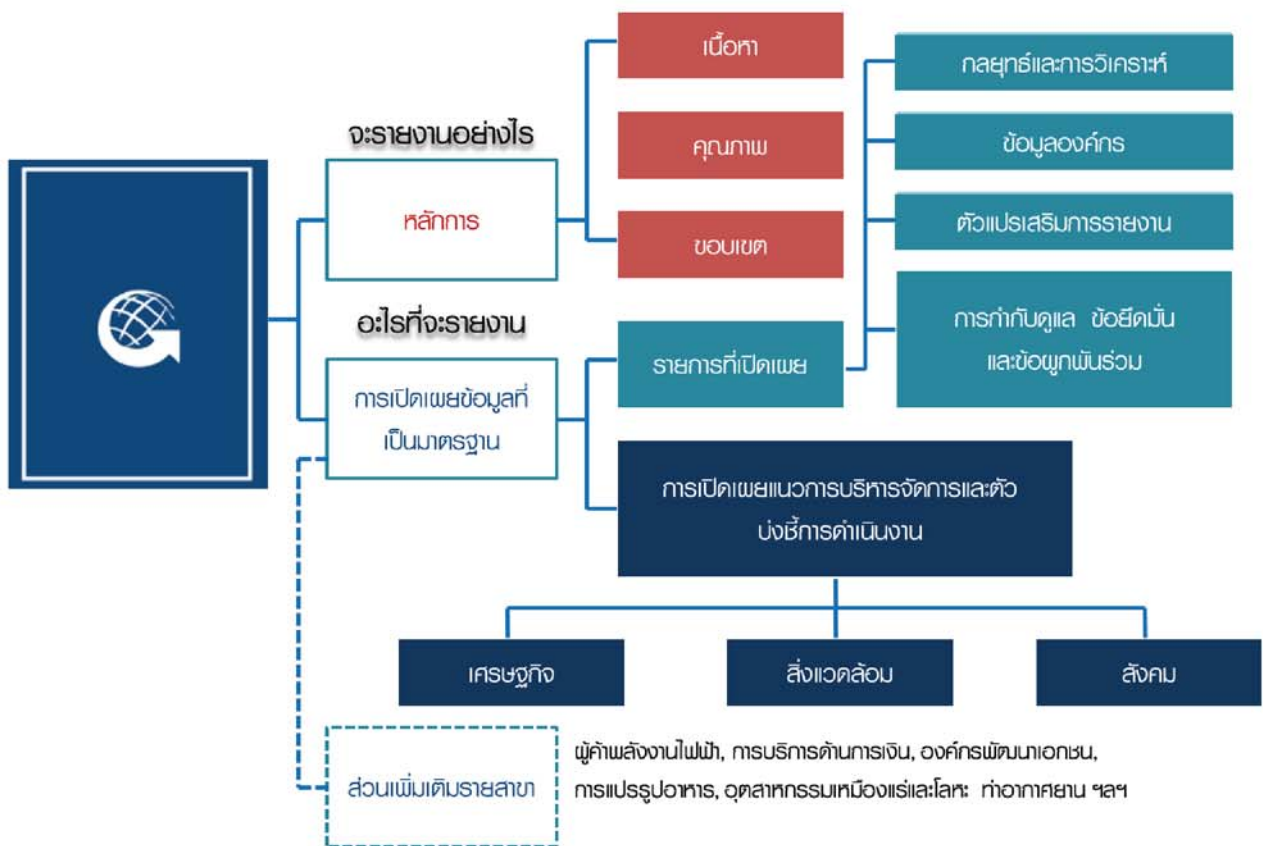 จะรายงานอย่างไร
หลักการ
เนื้อหา
คุณภาพ
ขอบเขต
อะไรที่จะรายงาน
การเปิดเผยข้อมูลที่
เป็นมาตรฐาน
รายการที่เปิดเผย
กลยุทธ์และการวิเคราะห์
ข้อมูลองค์กร
ตัวแปรเสริมการรายงาน
การกำกับดูแล ข้อยึดมั่น
และข้อผูกพันร่วม
การเปิดเผยแนวการบริหารจัดการและตัว
บ่งชี้การดำเนินงาน
เศรษฐกิจ
สิ่งแวดล้อม
สังคม
ส่วนเพิ่มเติมรายสาขา
ผู้ค้าพลังงานไฟฟ้า, การบริการด้านการเงิน, องค์กรพัฒนาเอกชน,
การแปรรูปอาหาร, อุตสาหกรรมเหมืองแร่และโลหะ ท่าอากาศยาน ฯลฯ